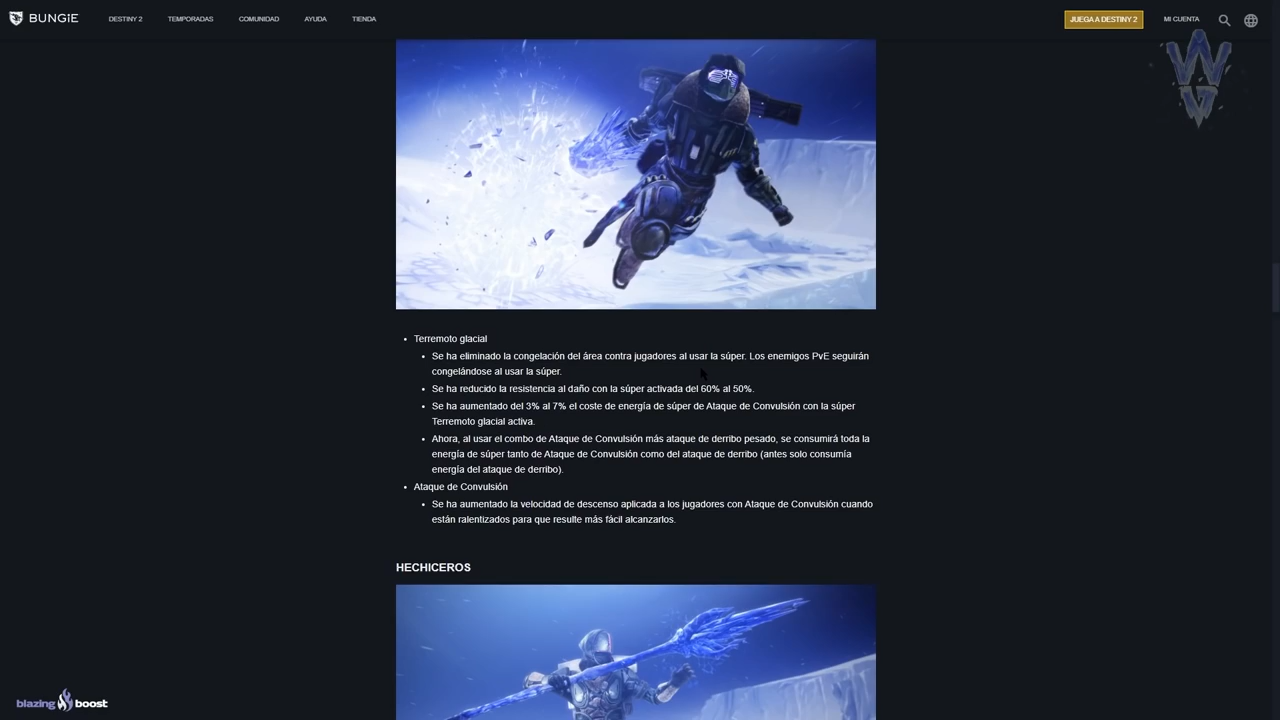 BUNGiE
DESTINY 2
TEMPORADAS
COMUNIDAD
AYUDA
TIENDA
JUEGA A DESTINY 2
MI CUENTA
WG
Terremoto glacial
Se ha eliminado la congelación del área contra jugadores al usar la súper. Los enemigos PvE seguirán
congelándose al usar la súper.
Se ha reducido la resistencia al daño con la súper activada del 60% al 50%.
Se ha aumentado del 3% al 7% el coste de energía de súper de Ataque de Convulsión con la súper
Terremoto glacial activa.
Ahora, al usar el combo de Ataque de Convulsión más ataque de derribo pesado, se consumirá toda la
energía de súper tanto de Ataque de Convulsión como del ataque de derribo (antes solo consumía
energía del ataque de derribo).
Ataque de Convulsión
Se ha aumentado la velocidad de descenso aplicada a los jugadores con Ataque de Convulsión cuando
están ralentizados para que resulte más fácil alcanzarlos.
HECHICEROS
blazing boost